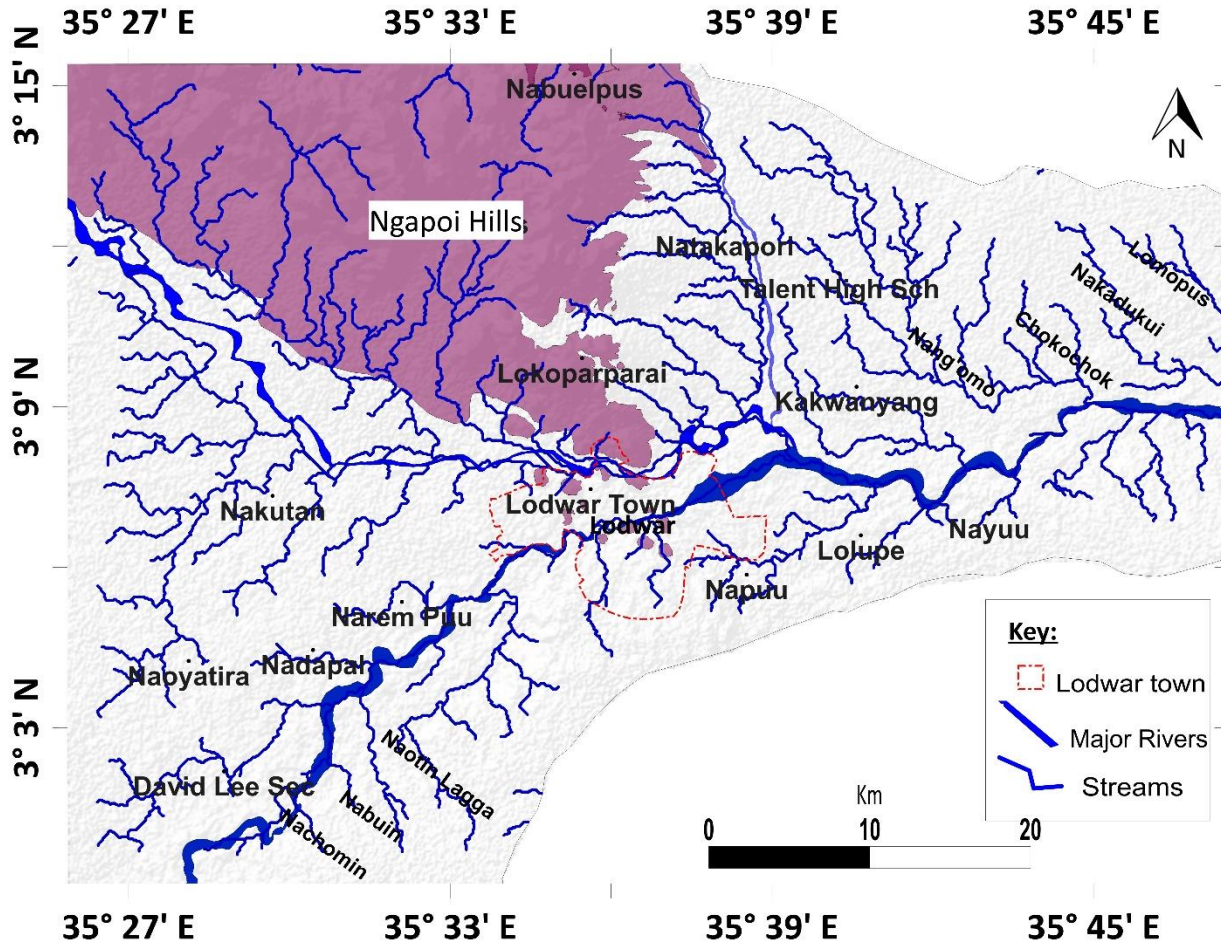 35° 27' E
35° 33' E
35° 39' E
35° 45' E
3° 15' N
3° 9' N
3° 3' N
Nabuelpus
N
Ngapoi Hills
Natakapori
Talent High Sch
Lomopus
Nakadukui
Chokochok
Nang'omo
Lokoparparai
Kakwanyang
Nakutan
Lodwar Town
Lodwar
Nayuu
Lolupe
Napuu
Narem Puu
Nadapal
Naoyatira
Naotin Lagga
David Lee Sec
Nabuin
Nachomin
Key:
Lodwar town
Major Rivers
Streams
Km
0
10
20
35° 27' E
35° 33' E
35° 39' E
35° 45' E